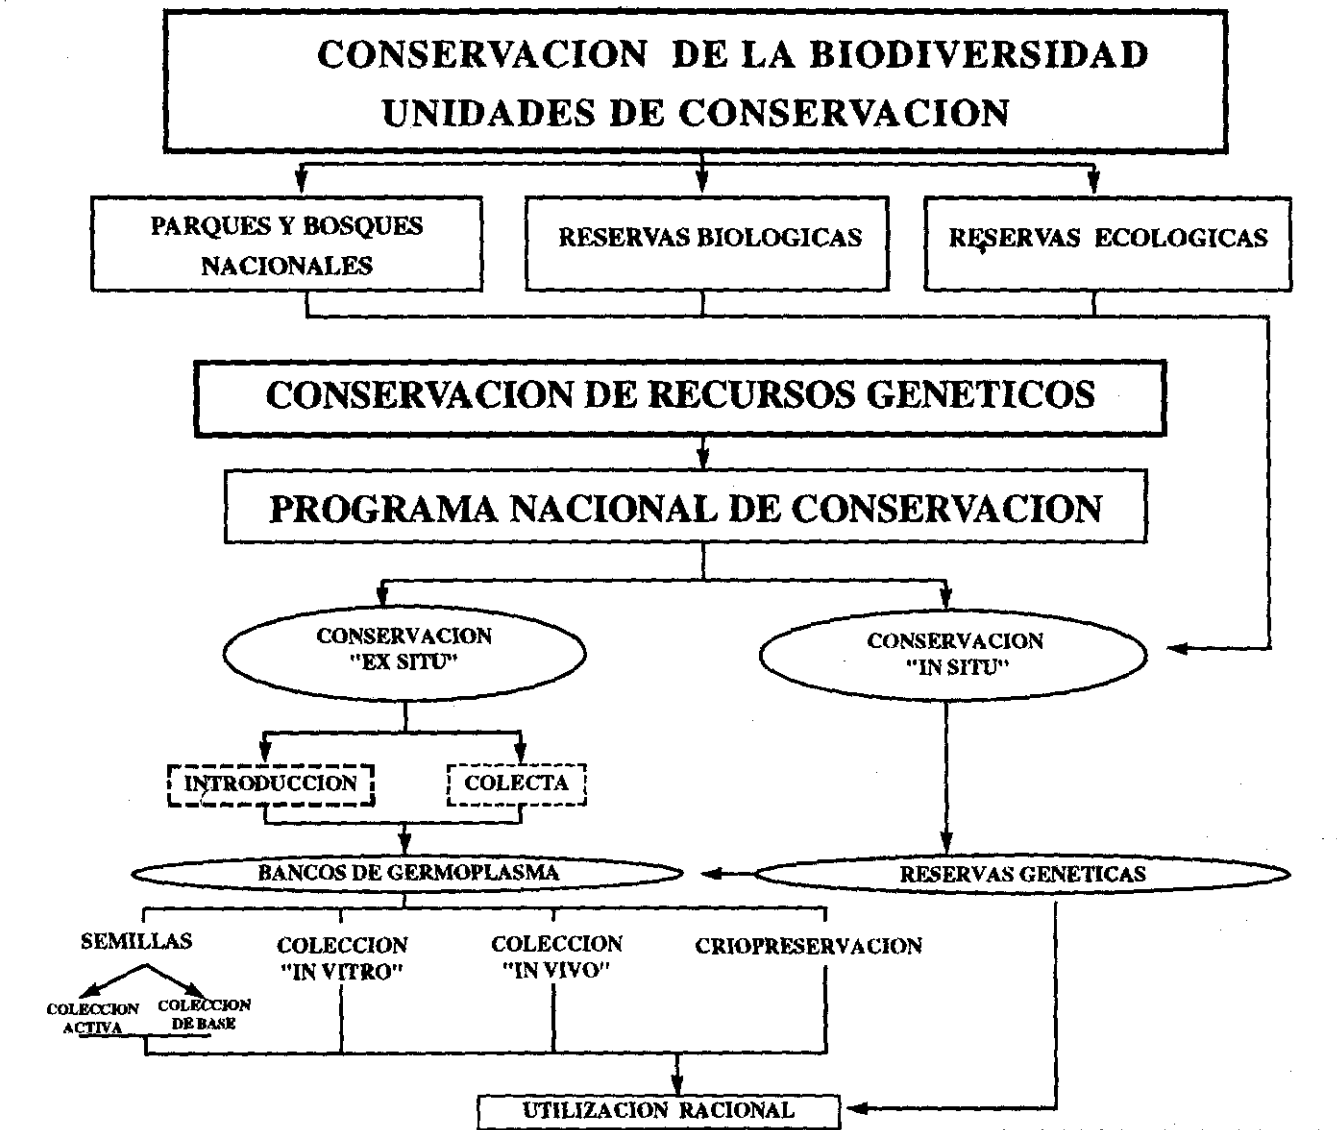 CONSERVACION DE LA BIODIVERSIDAD
UNIDADES DE CONSERVACION
PARQUES Y BOSQUES
NACIONALES
RESERVAS BIOLOGICAS
RESERVAS ECOLOGICAS
CONSERVACION DE RECURSOS GENETICOS
PROGRAMA NACIONAL DE CONSERVACION
CONSERVACION
"EX SITU"
CONSERVACION
"IN SITU"
INTRODUCCION
COLECTA
BANCOS DE GERMOPLASMA
RESERVAS GENETICAS
SEMILLAS
COLECCION
"IN VITRO"
COLECCION
"IN VIVO"
CRIOPRESERVACION
COLECCION
ACTIVA
COLECCION
DE BASE
UTILIZACION RACIONAL